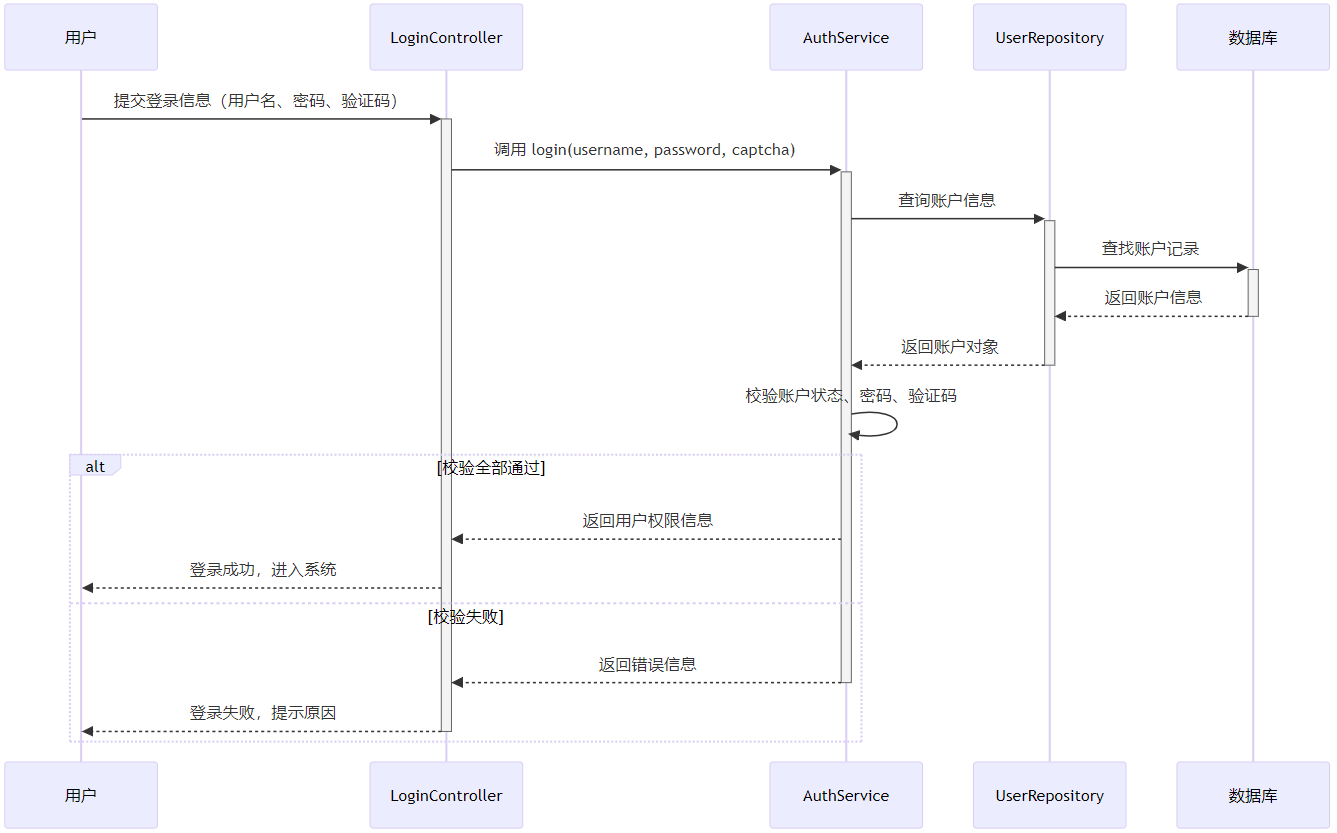 用户
LoginController
AuthService
UserRepository
数据库
提交登录信息（用户名、密码、验证码）
调用 login(username, password, captcha)
查询账户信息
查找账户记录
返回账户信息
返回账户对象
校验账户状态、密码、验证码
alt
[校验全部通过]
返回用户权限信息
登录成功，进入系统
[校验失败]
返回错误信息
登录失败，提示原因
用户
LoginController
AuthService
UserRepository
数据库